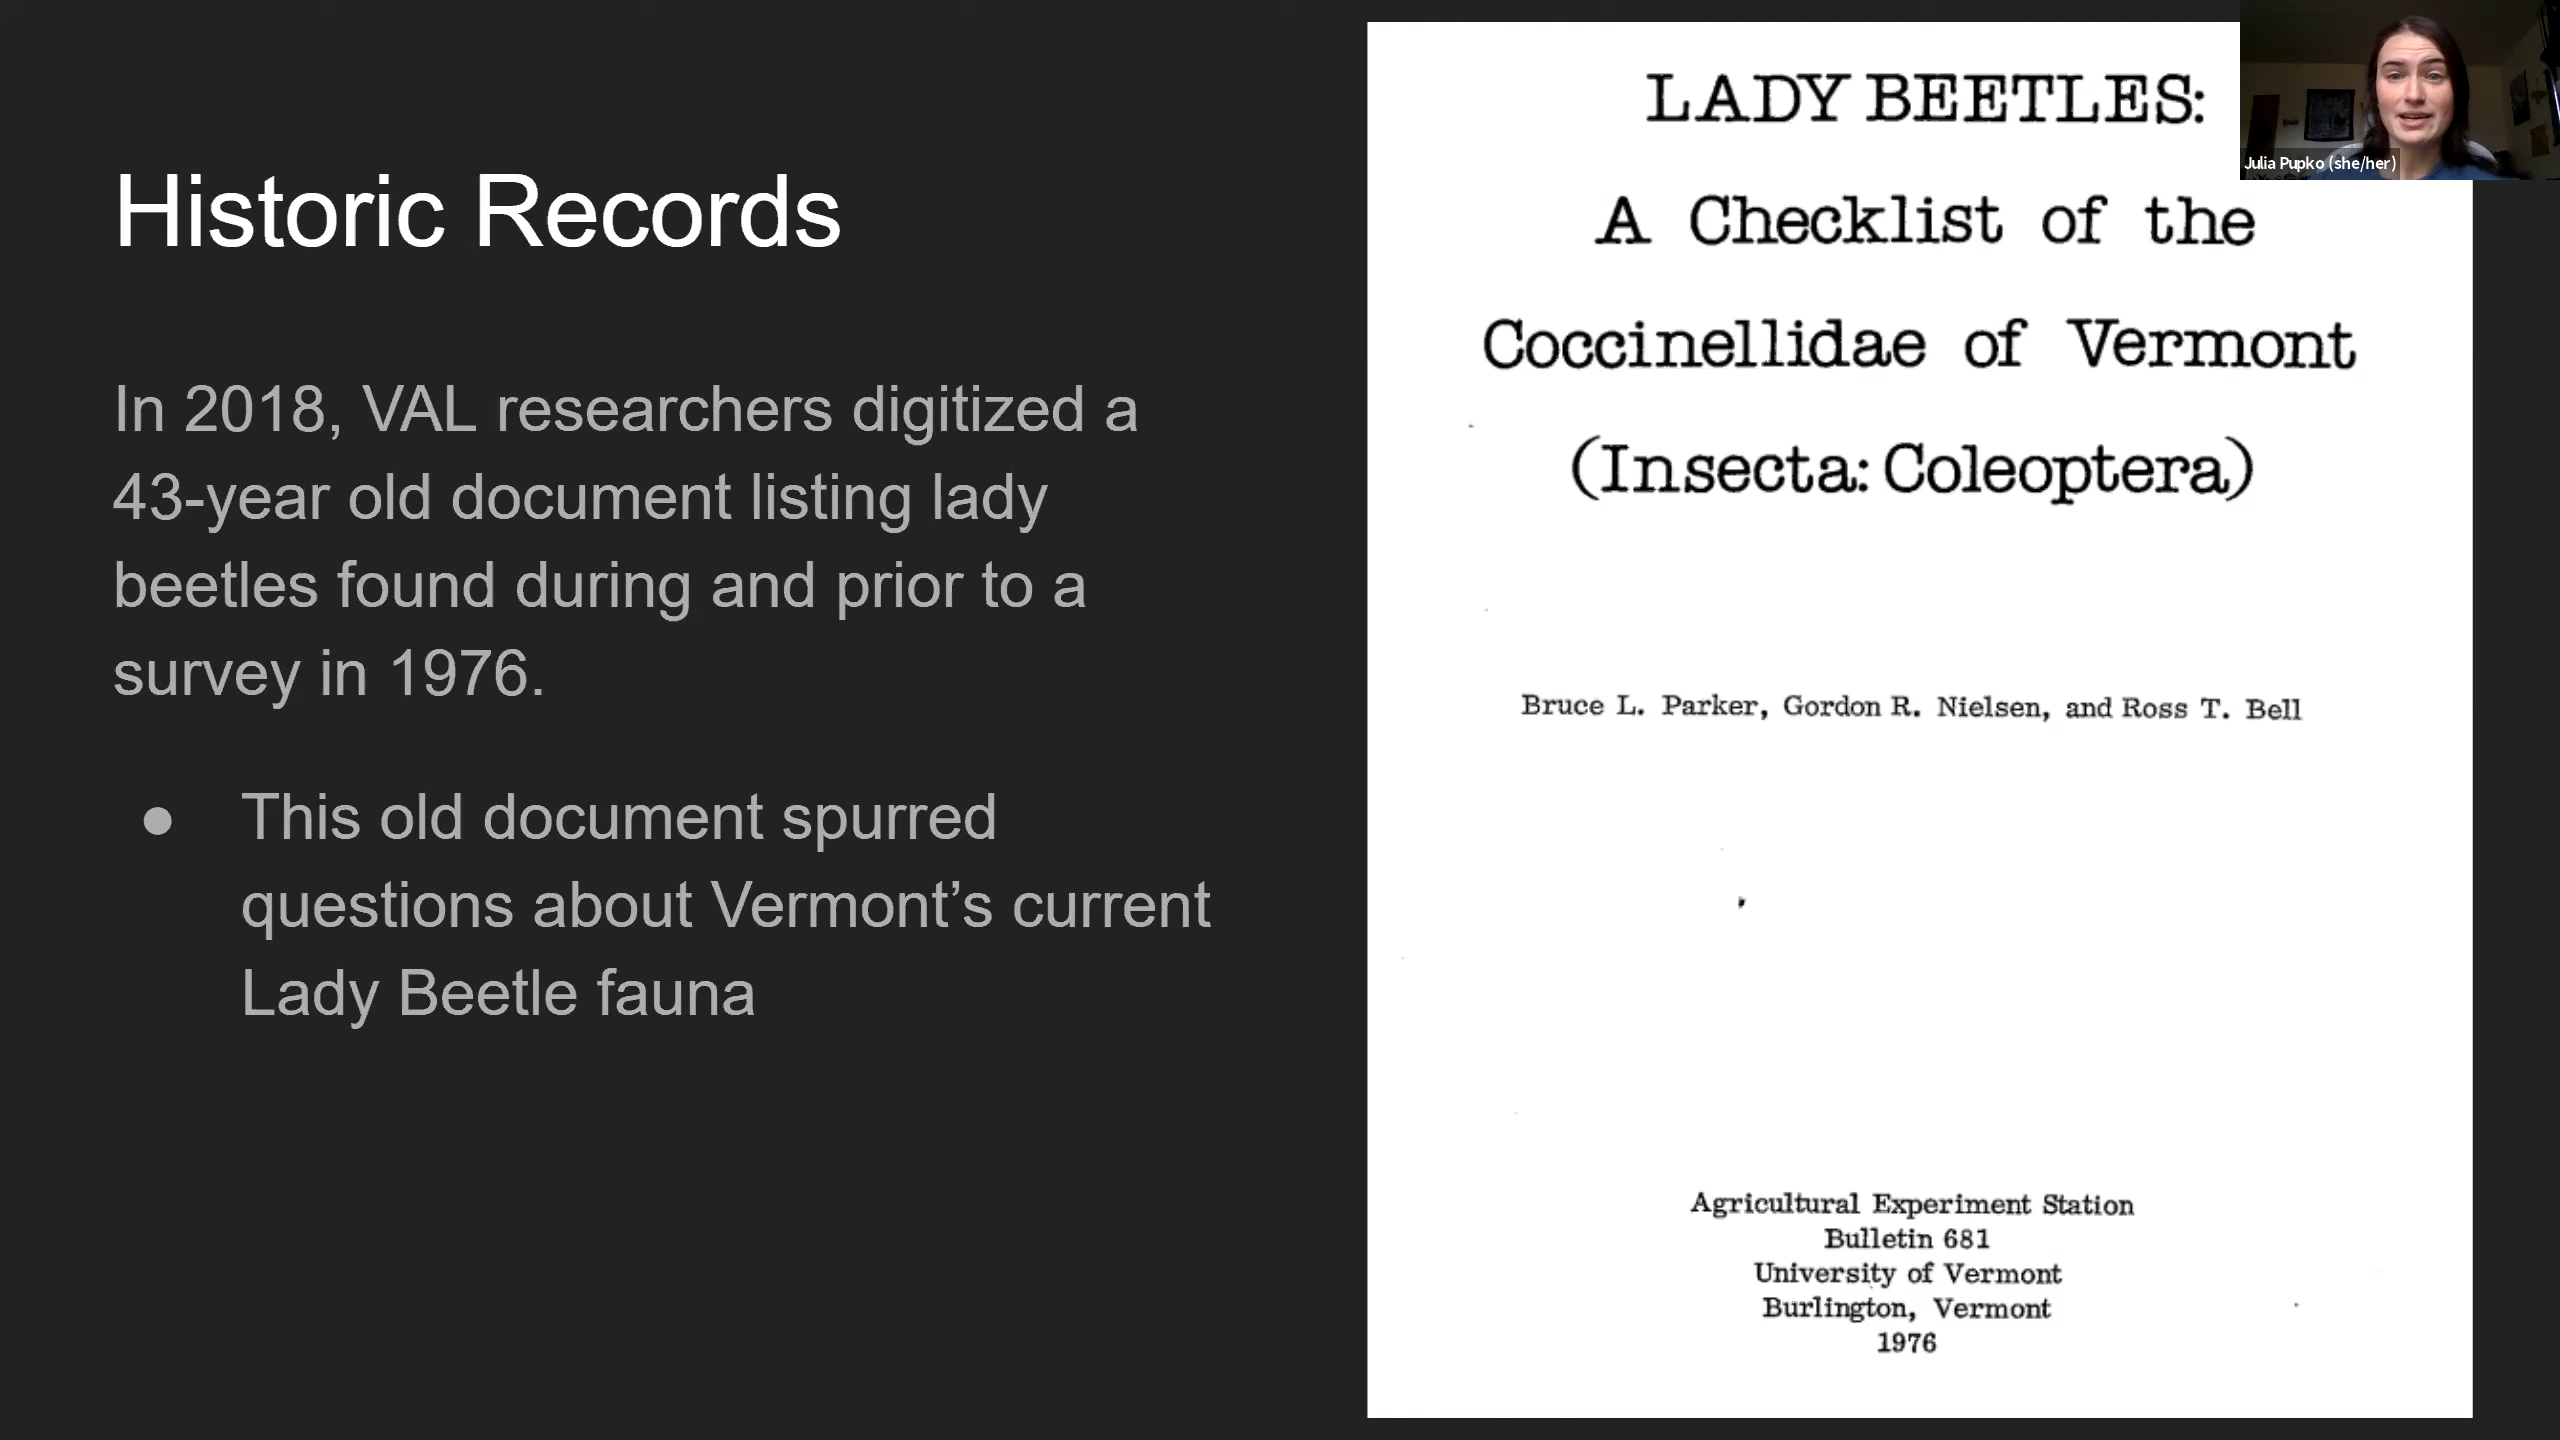 Historic Records
In 2018, VAL researchers digitized a
43-year old document listing lady
beetles found during and prior to a
survey in 1976.
● This old document spurred
questions about Vermont’s current
Lady Beetle fauna
LADY BEETLES:
A Checklist of the
Coccinellidae of Vermont
(Insecta: Coleoptera)
Bruce L. Parker, Gordon R. Nielsen, and Ross T. Bell
Agricultural Experiment Station
Bulletin 681
University of Vermont
Burlington, Vermont
1976
Julia Pupko (she/her)